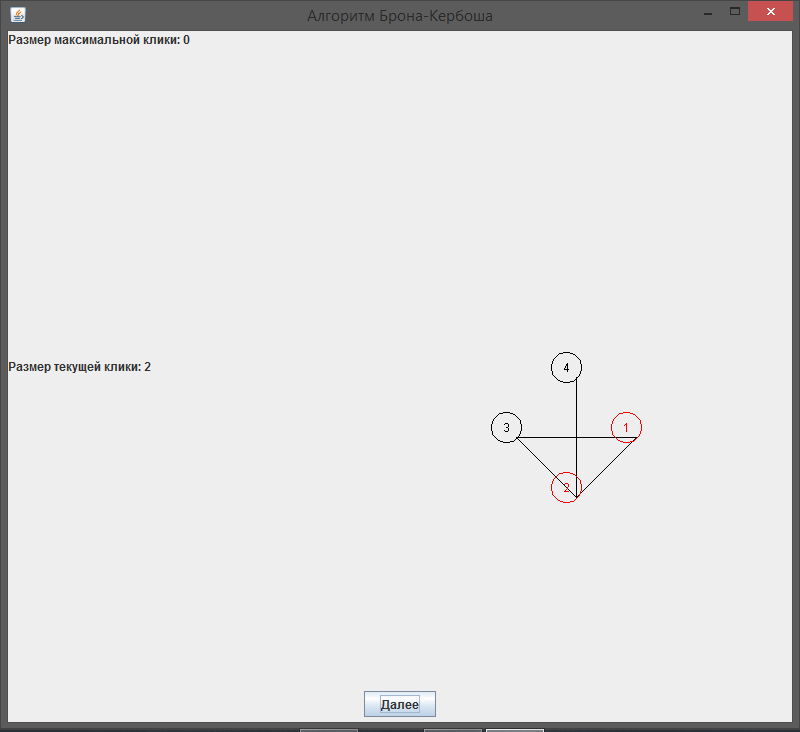 Алгоритм Брона-Кербоша
Размер максимальной клики: 0
Размер текущей клики: 2
4
3
1
2
Далее